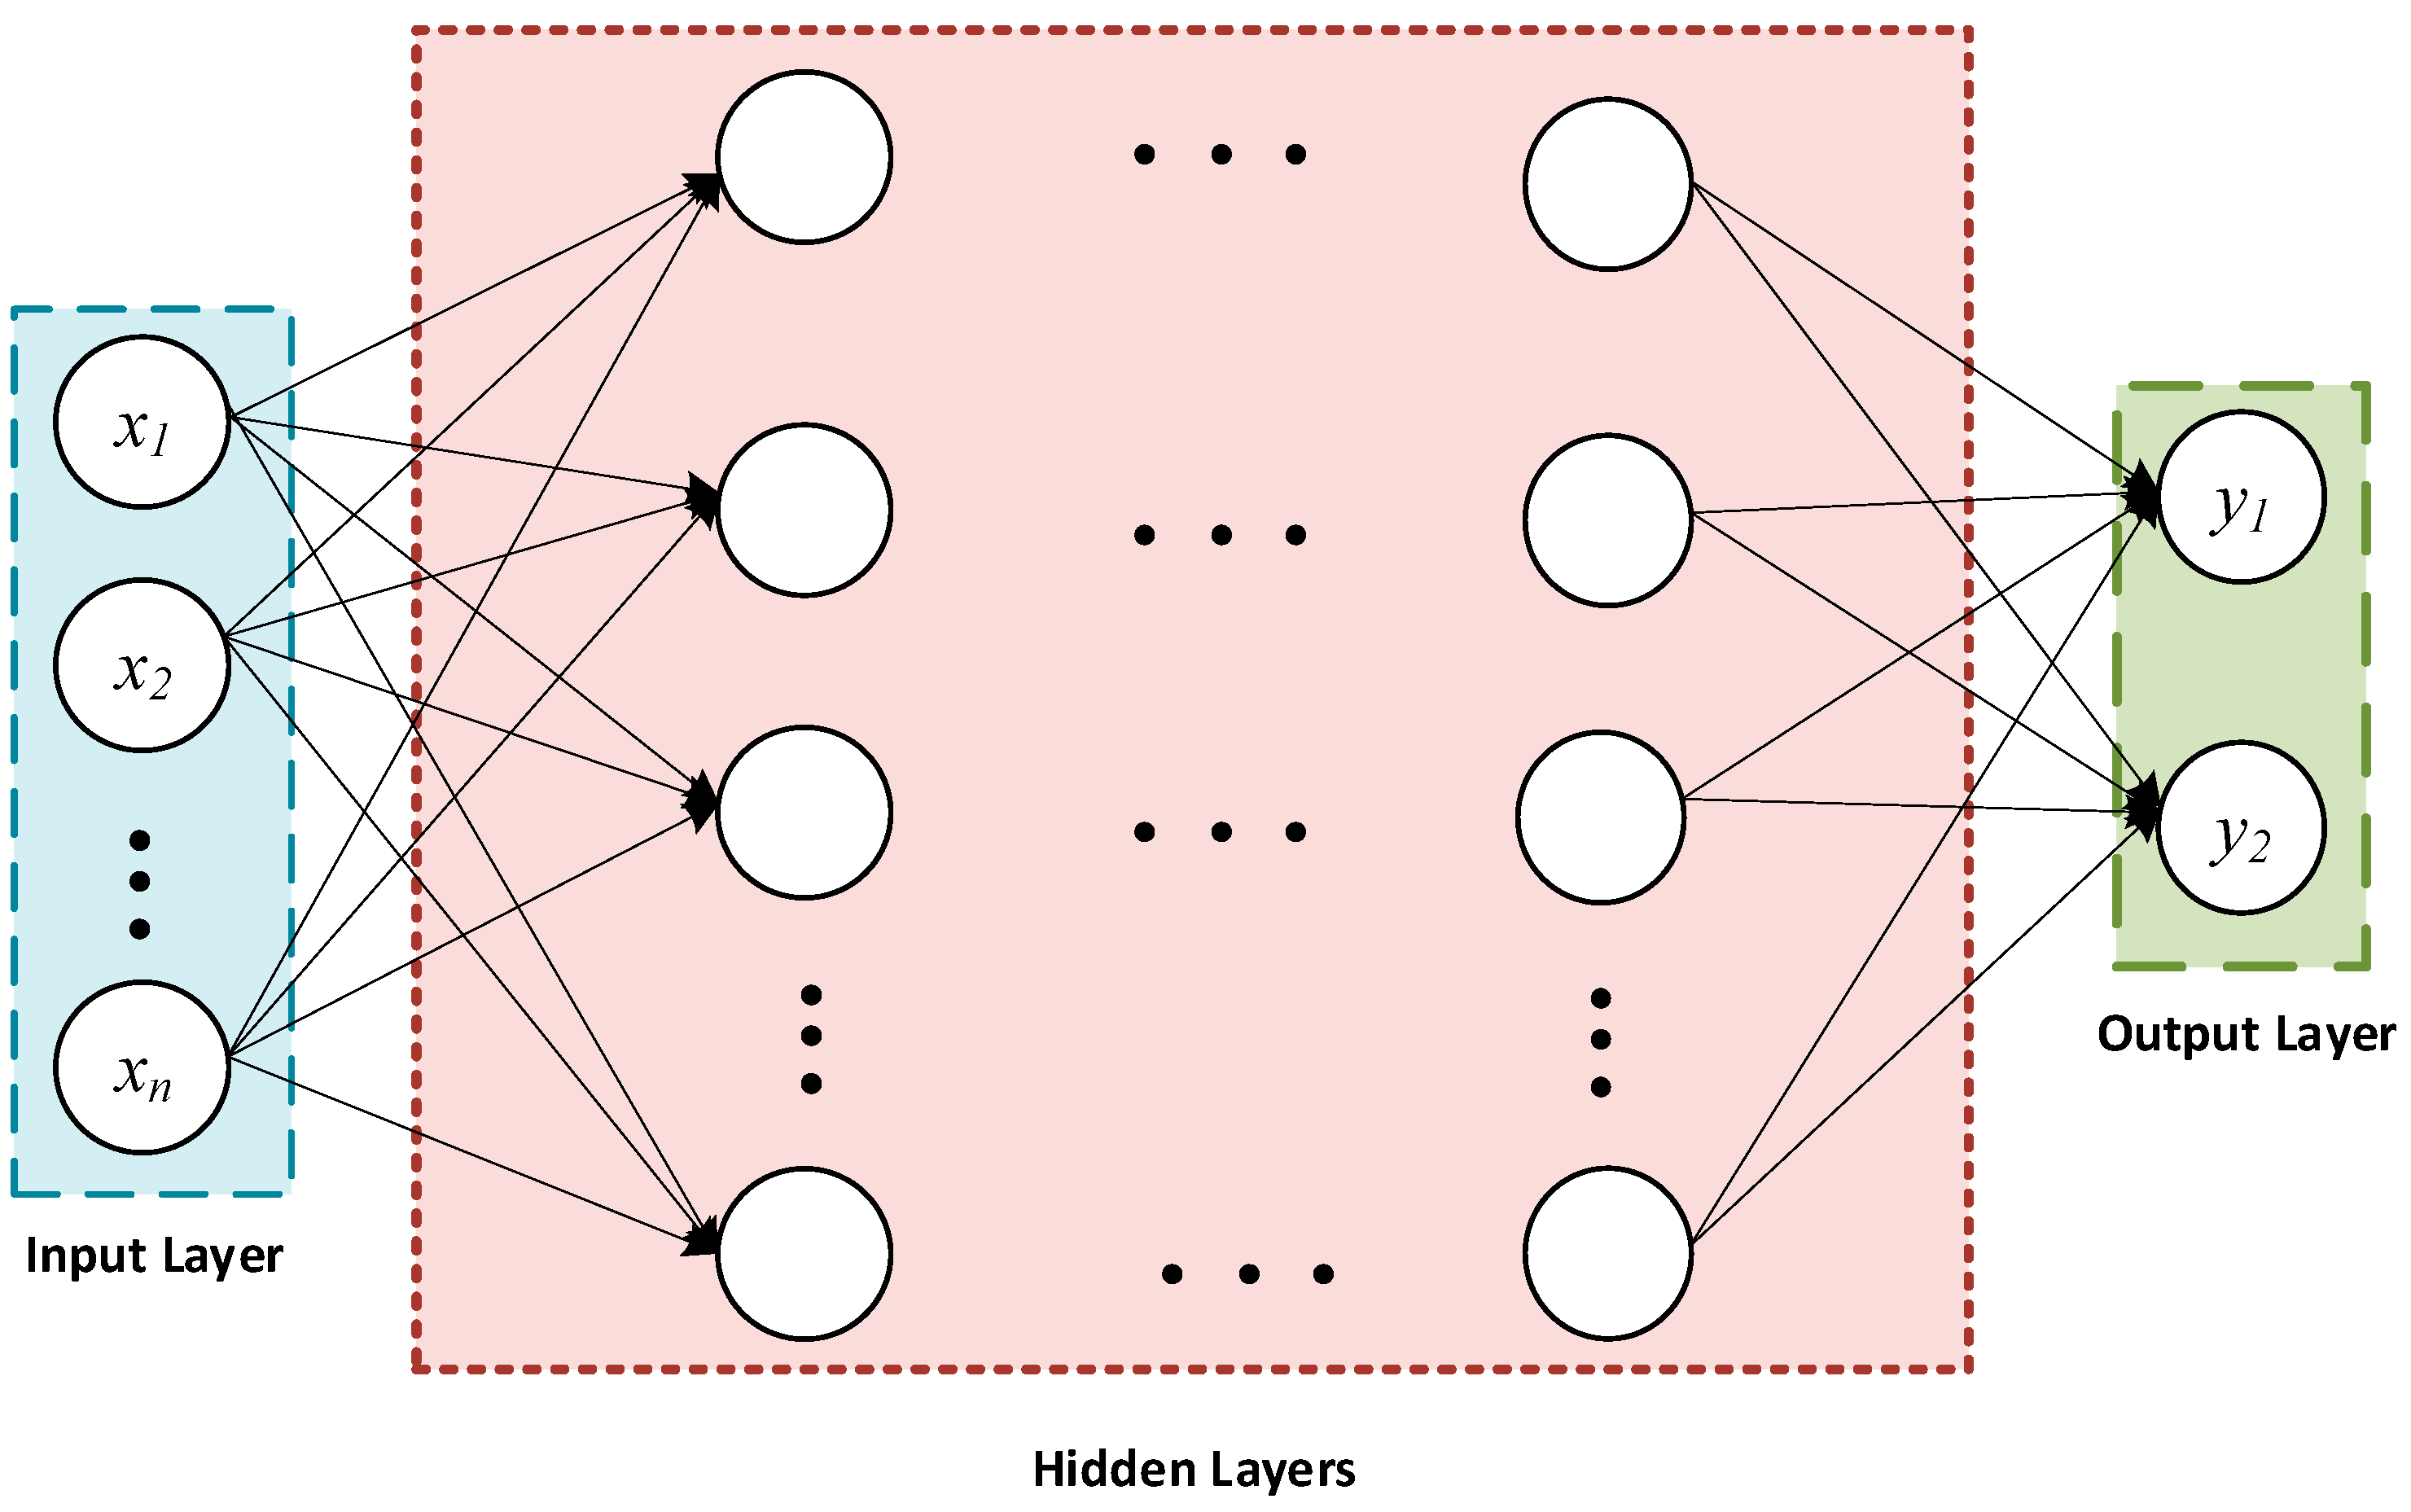 x1
x2
xn
Input Layer
Hidden Layers
y1
y2
Output Layer